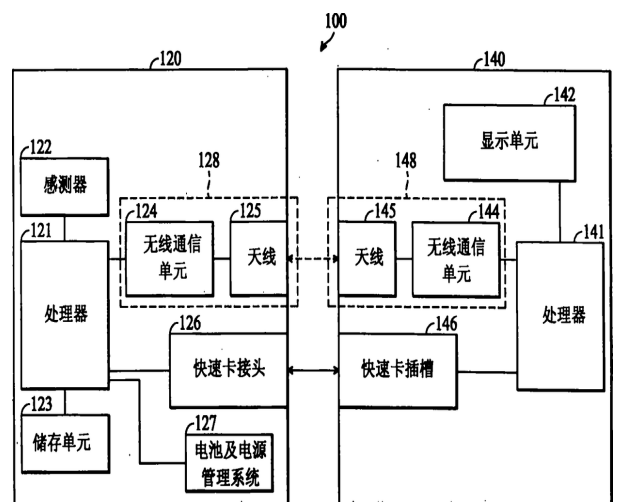 100
120
140
142
显示单元
122
感测器
128
148
124
无线通信
单元
125
天线
145
天线
144
无线通信
单元
121
处理器
141
处理器
126
快速卡接头
146
快速卡插槽
123
储存单元
127
电池及电源
管理系统